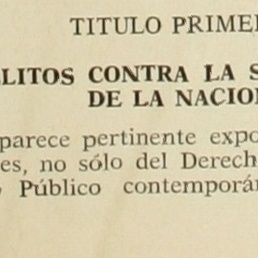 TITULO PRIME
LITOS CONTRA LA S
DE LA NACIO
parece pertinente expo
es, no sólo del Derech
Público contemporá